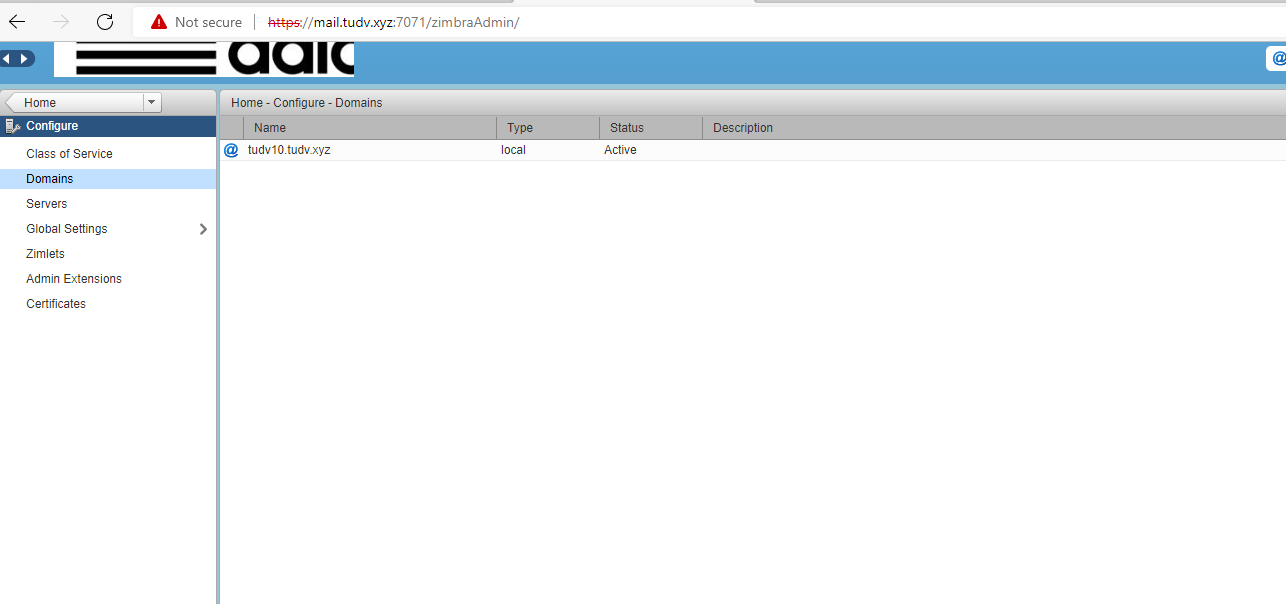 Not secure https://mail.tudv.xyz:7071/zimbraAdmin/
Home
Home - Configure - Domains
Configure
Name Type Status Description
@ tudv10.tudv.xyz local Active
Class of Service
Domains
Servers
Global Settings
Zimlets
Admin Extensions
Certificates